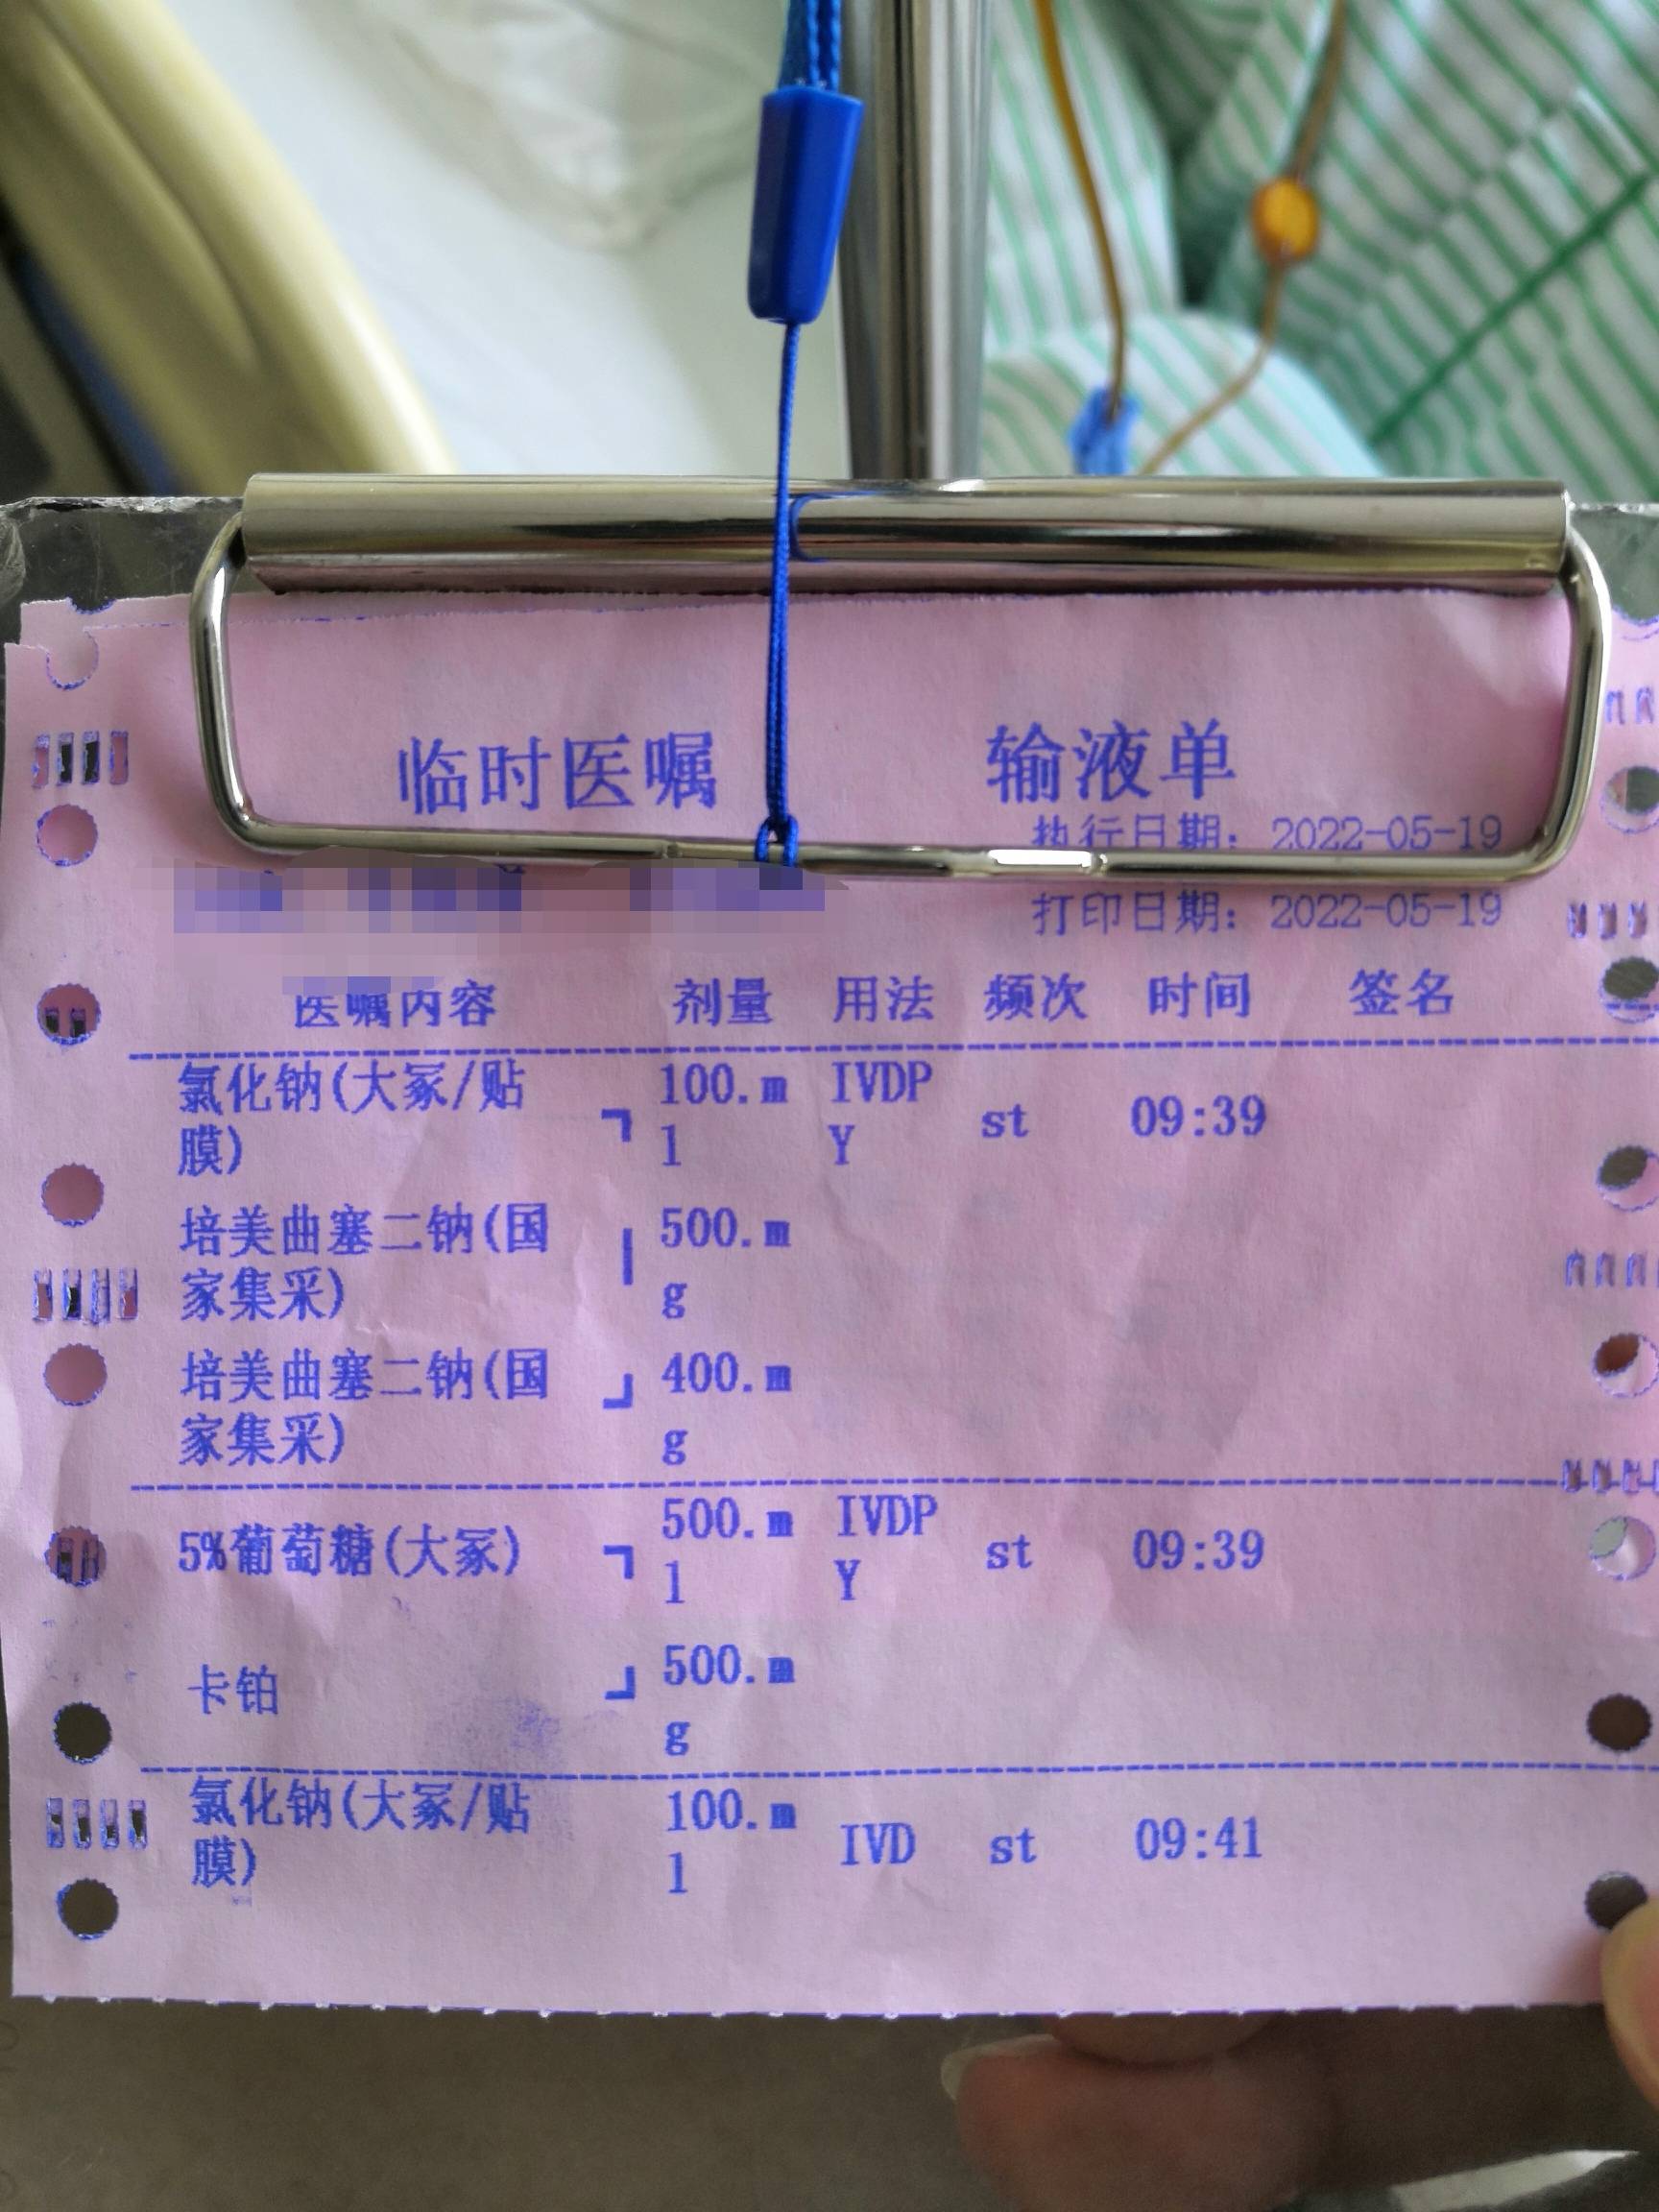 临时医嘱 输液单
执行日期：2022-05-19
打印日期：2022-05-19
医嘱内容 剂量 用法 频次 时间 签名
氯化钠(大冢/贴 ┓ 100.m IVDP st 09:39
膜) l Y
培美曲塞二钠(国 ┃ 500.m
家集采) g
培美曲塞二钠(国 ┛ 400.m
家集采) g
5%葡萄糖(大冢) ┓ 500.m IVDP st 09:39
l Y
卡铂 ┛ 500.m
g
氯化钠(大冢/贴 100.m IVD st 09:41
膜) l